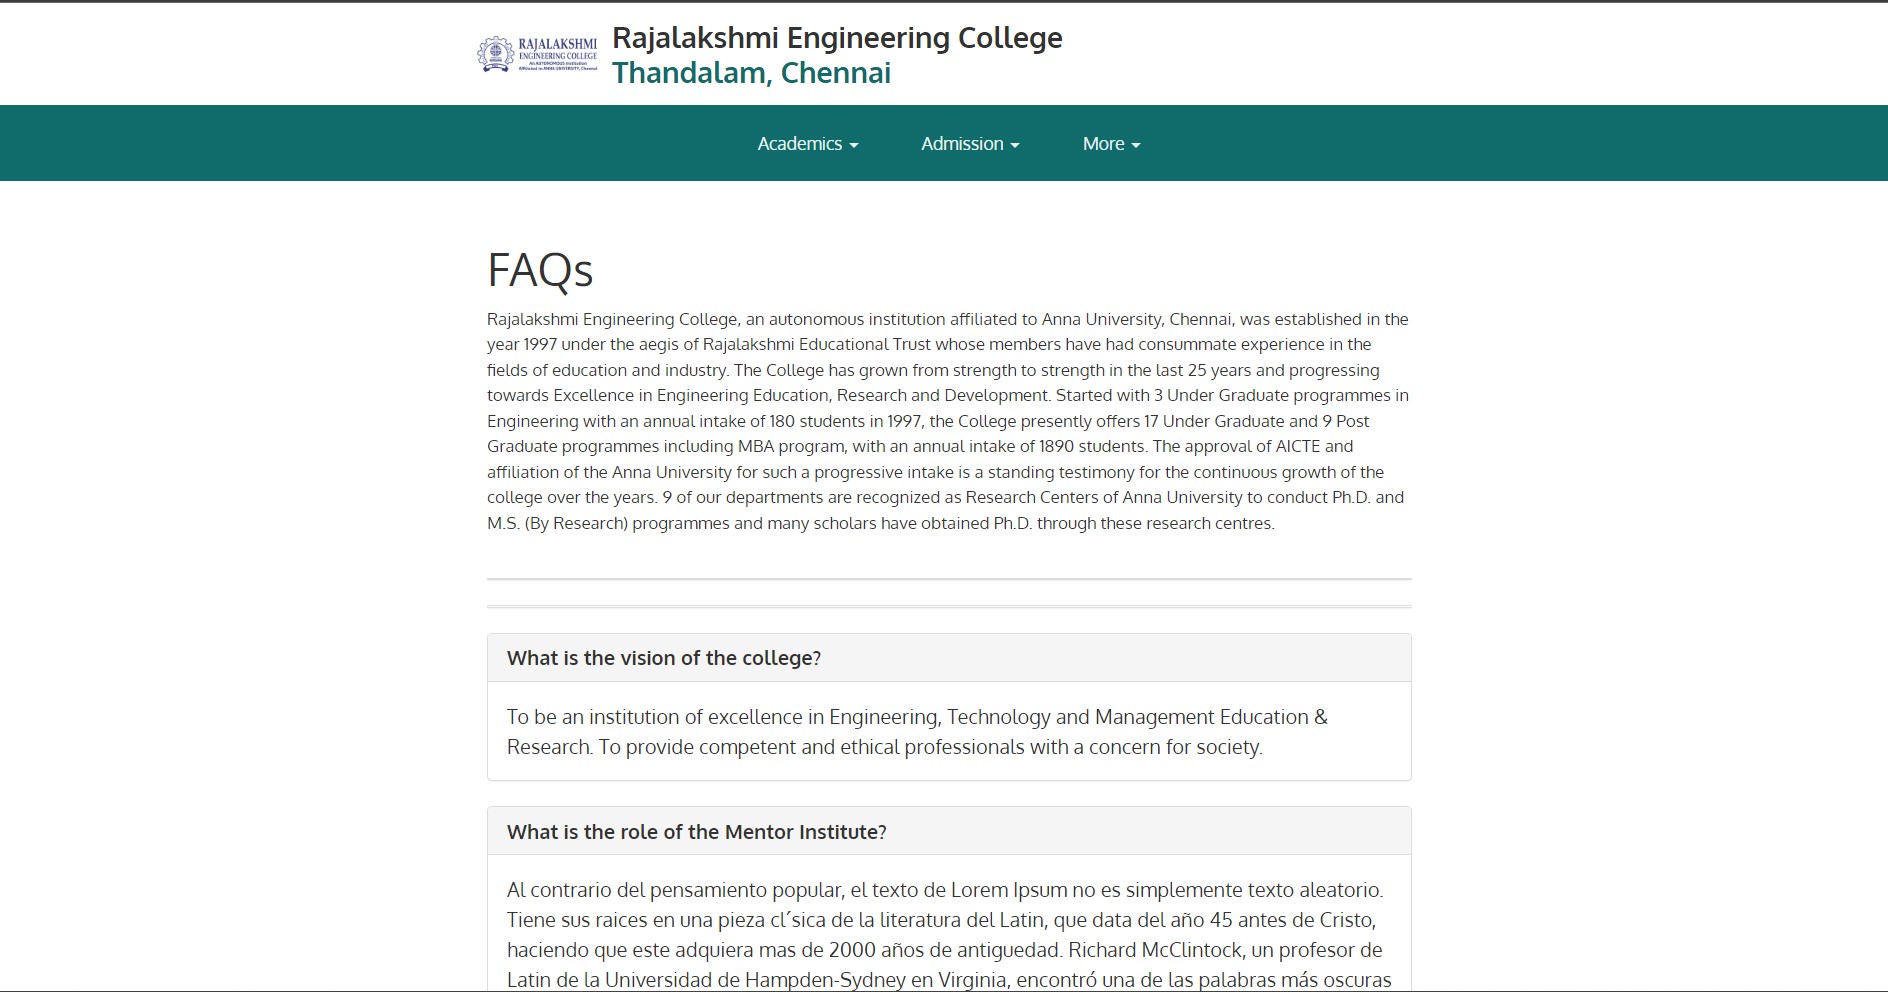 RAJALAKSHMI
ENGINEERING COLLEGE
An AUTONOMOUS Institution
Affiliated to ANNA UNIVERSITY, Chennai
Rajalakshmi Engineering College
Thandalam, Chennai
Academics
Admission
More
FAQs
Rajalakshmi Engineering College, an autonomous institution affiliated to Anna University, Chennai, was established in the
year 1997 under the aegis of Rajalakshmi Educational Trust whose members have had consummate experience in the
fields of education and industry. The College has grown from strength to strength in the last 25 years and progressing
towards Excellence in Engineering Education, Research and Development. Started with 3 Under Graduate programmes in
Engineering with an annual intake of 180 students in 1997, the College presently offers 17 Under Graduate and 9 Post
Graduate programmes including MBA program, with an annual intake of 1890 students. The approval of AICTE and
affiliation of the Anna University for such a progressive intake is a standing testimony for the continuous growth of the
college over the years. 9 of our departments are recognized as Research Centers of Anna University to conduct Ph.D. and
M.S. (By Research) programmes and many scholars have obtained Ph.D. through these research centres.
What is the vision of the college?
To be an institution of excellence in Engineering, Technology and Management Education &
Research. To provide competent and ethical professionals with a concern for society.
What is the role of the Mentor Institute?
Al contrario del pensamiento popular, el texto de Lorem Ipsum no es simplemente texto aleatorio.
Tiene sus raices en una pieza cl´sica de la literatura del Latin, que data del año 45 antes de Cristo,
haciendo que este adquiera mas de 2000 años de antiguedad. Richard McClintock, un profesor de
Latin de la Universidad de Hampden-Sydney en Virginia, encontró una de las palabras más oscuras